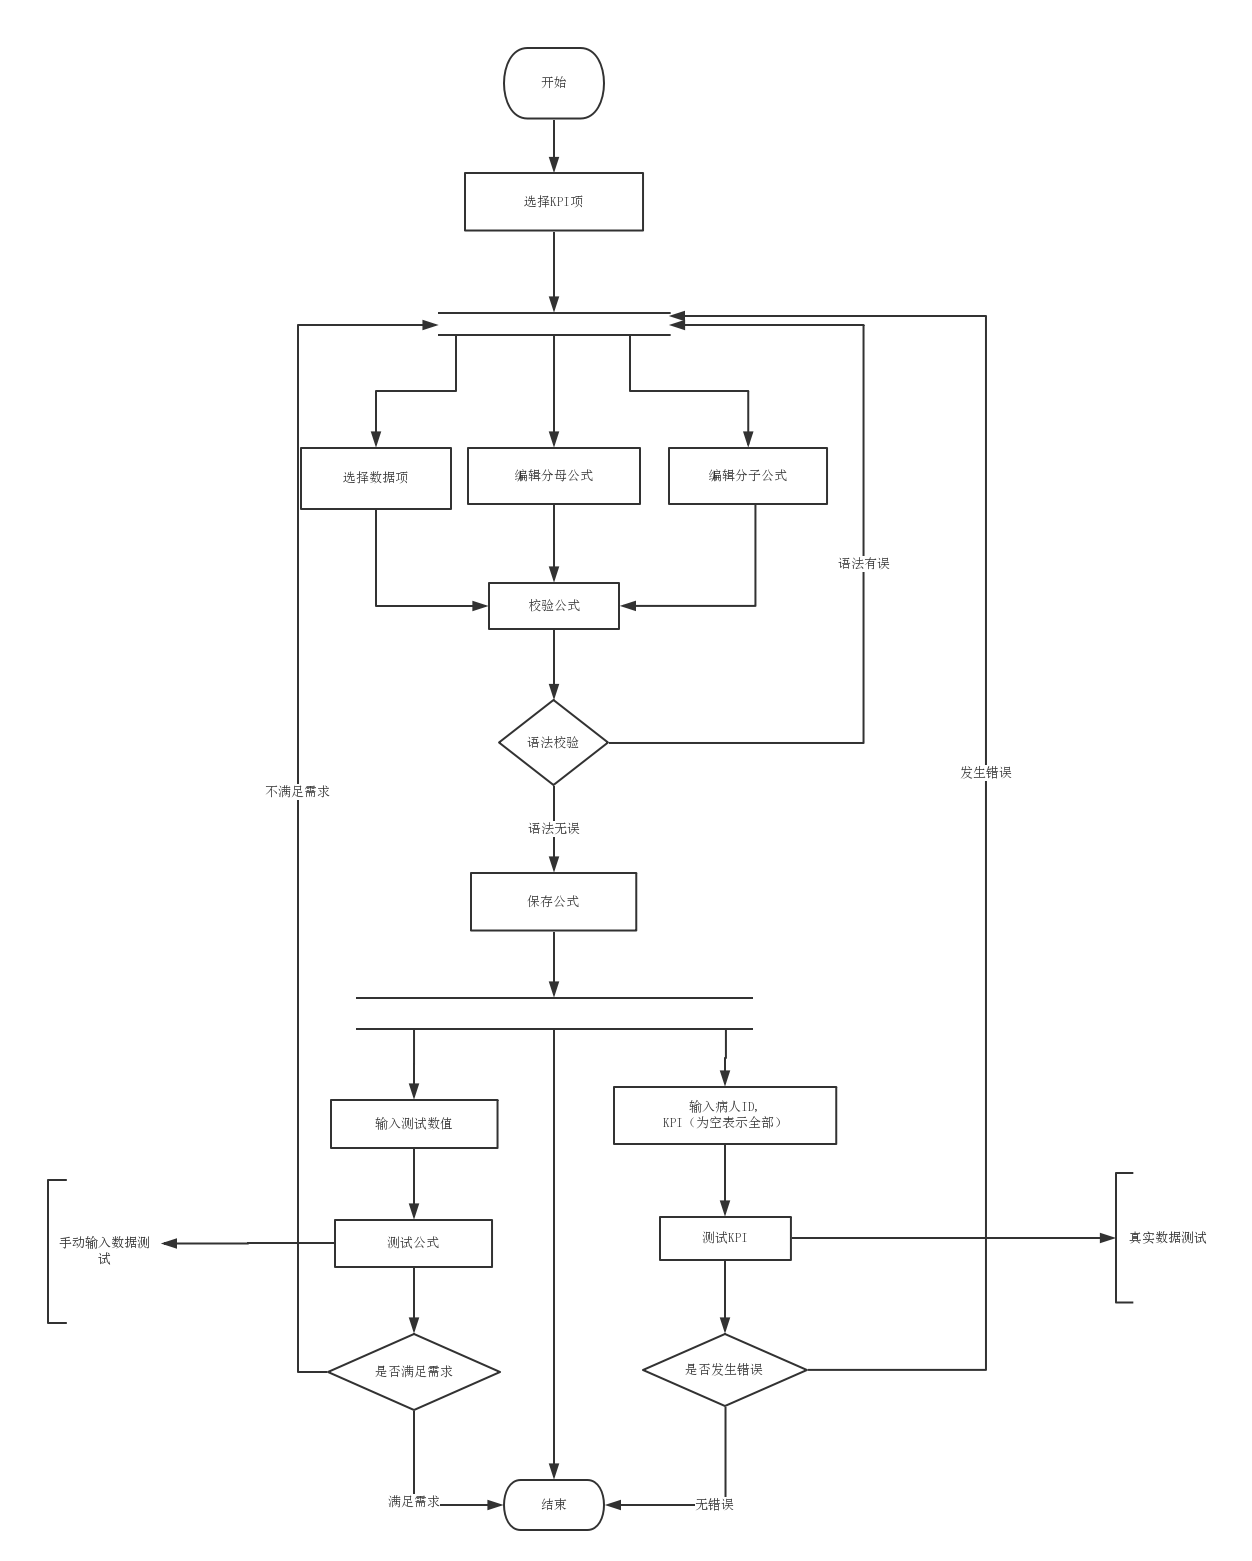 开始
选择KPI项
选择数据项
编辑分母公式
编辑分子公式
语法有误
校验公式
语法校验
发生错误
不满足需求
语法无误
保存公式
输入病人ID,
KPI（为空表示全部）
输入测试数值
手动输入数据测
试
测试公式
测试KPI
真实数据测试
是否满足需求
是否发生错误
满足需求
结束
无错误